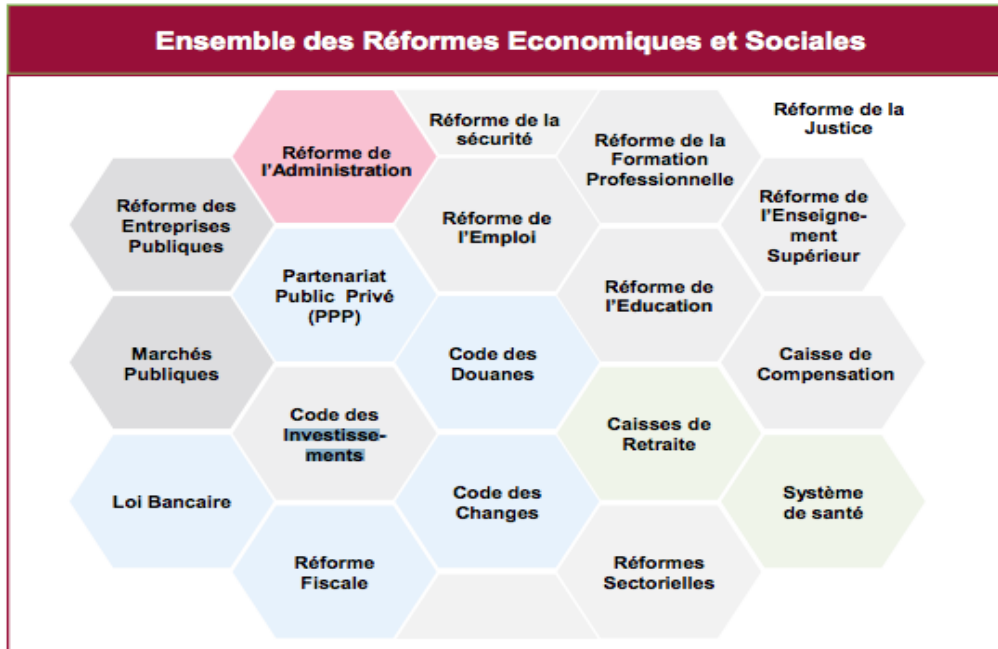 Ensemble des Réformes Economiques et Sociales
Réforme de
l'Administration
Réforme de la
sécurité
Réforme de la
Formation
Professionnelle
Réforme de la
Justice
Réforme des
Entreprises
Publiques
Réforme de
l'Emploi
Réforme de
l'Enseigne-
ment
Supérieur
Partenariat
Public Privé
(PPP)
Réforme de
l'Education
Marchés
Publiques
Code des
Douanes
Caisse de
Compensation
Code des
Investisse-
ments
Caisses de
Retraite
Loi Bancaire
Code des
Changes
Système
de santé
Réforme
Fiscale
Réformes
Sectorielles